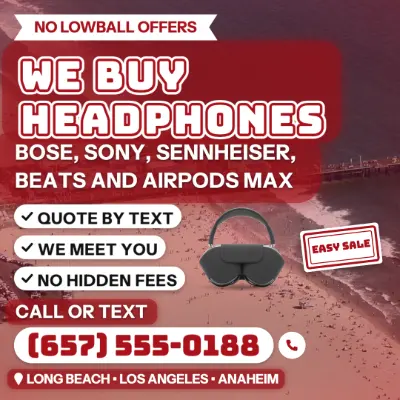 NO LOWBALL OFFERS
WE BUY
HEADPHONES
BOSE, SONY, SENNHEISER,
BEATS AND AIRPODS MAX
QUOTE BY TEXT
WE MEET YOU
NO HIDDEN FEES
EASY SALE
CALL OR TEXT
(657) 555-0188
LONG BEACH • LOS ANGELES • ANAHEIM